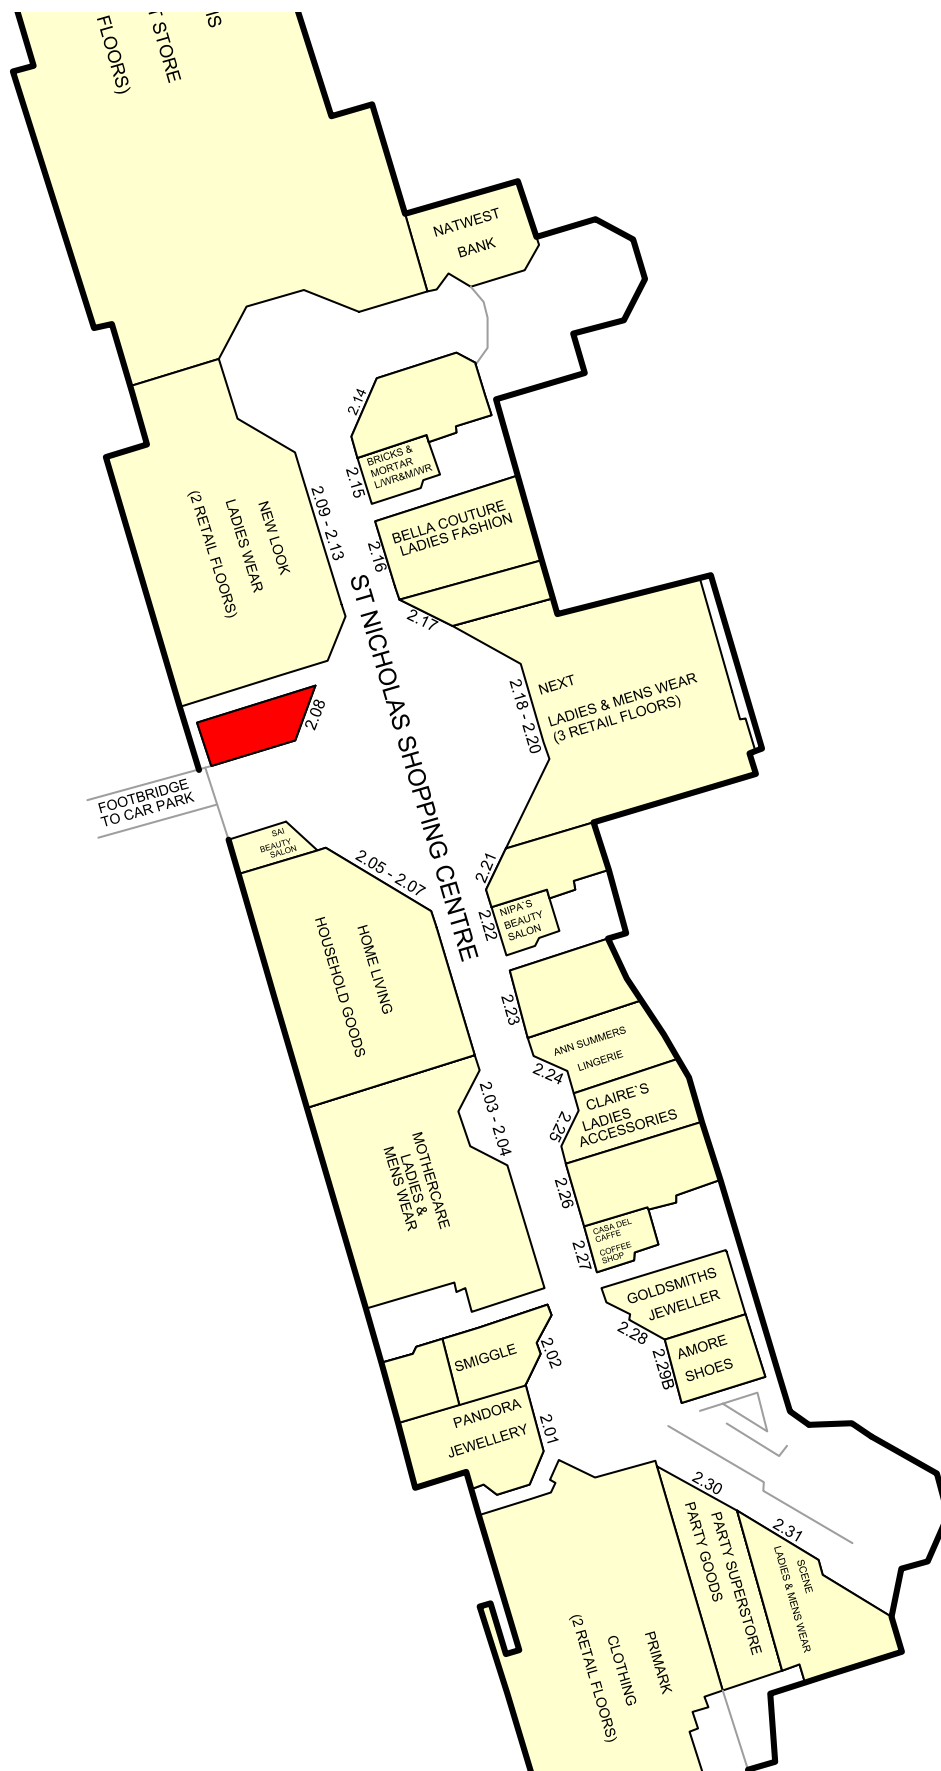 IS
STORE
FLOORS)
NATWEST
BANK
2.14
BRICKS &
MORTAR
L/WR&M/WR
2.15
NEW LOOK
LADIES WEAR
(2 RETAIL FLOORS)
2.09 - 2.13
BELLA COUTURE
LADIES FASHION
2.16
2.17
ST NICHOLAS SHOPPING CENTRE
NEXT
LADIES & MENS WEAR
(3 RETAIL FLOORS)
2.18 - 2.20
2.08
FOOTBRIDGE
TO CAR PARK
SAI
BEAUTY
SALON
2.05 - 2.07
2.21
NIPA`S
BEAUTY
SALON
2.22
HOME LIVING
HOUSEHOLD GOODS
2.23
ANN SUMMERS
LINGERIE
2.24
CLAIRE`S
LADIES
ACCESSORIES
2.25
2.03 - 2.04
MOTHERCARE
LADIES &
MENS WEAR
2.26
CASA DEL
CAFFE
COFFEE
SHOP
2.27
GOLDSMITHS
JEWELLER
2.28
AMORE
SHOES
2.29B
SMIGGLE
2.02
PANDORA
JEWELLERY
2.01
2.30
PARTY SUPERSTORE
PARTY GOODS
2.31
SCENE
LADIES & MENS WEAR
PRIMARK
CLOTHING
(2 RETAIL FLOORS)